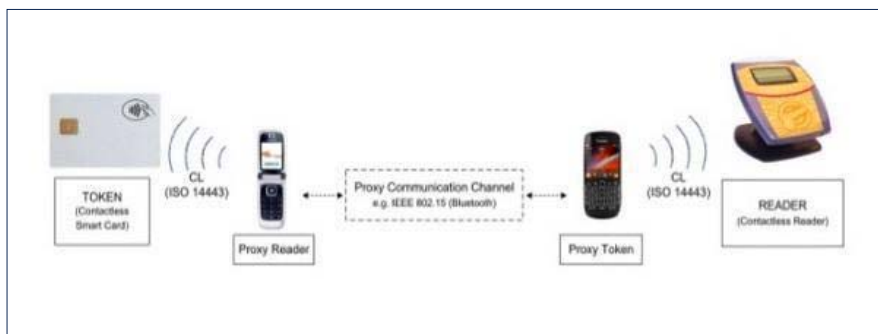 TOKEN
(Contactless
Smart Card)
CL
(ISO 14443)
Proxy Reader
Proxy Communication Channel
e.g. IEEE 802.15 (Bluetooth)
Proxy Token
CL
(ISO 14443)
READER
(Contactless Reader)